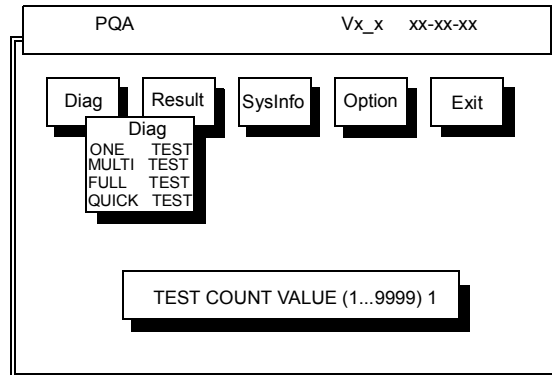 PQA Vx_x xx-xx-xx
Diag Result SysInfo Option Exit
Diag
ONE TEST
MULTI TEST
FULL TEST
QUICK TEST
TEST COUNT VALUE (1...9999) 1